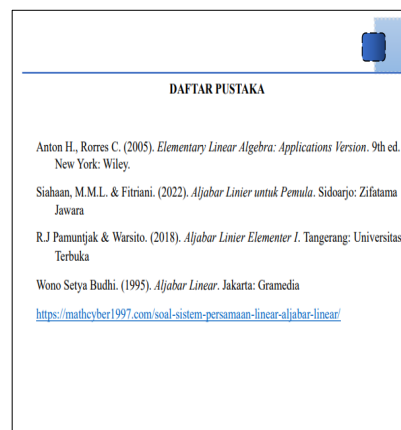 DAFTAR PUSTAKA
Anton H., Rorres C. (2005). Elementary Linear Algebra: Applications Version. 9th ed.
New York: Wiley.
Siahaan, M.M.L. & Fitriani. (2022). Aljabar Linier untuk Pemula. Sidoarjo: Zifatama
Jawara
R.J Pamuntjak & Warsito. (2018). Aljabar Linier Elementer I. Tangerang: Universitas
Terbuka
Wono Setya Budhi. (1995). Aljabar Linear. Jakarta: Gramedia
https://mathcyber1997.com/soal-sistem-persamaan-linear-aljabar-linear/